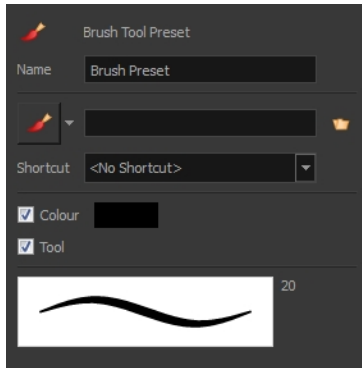 Brush Tool Preset
Name Brush Preset
Shortcut <No Shortcut>
Colour
Tool
20